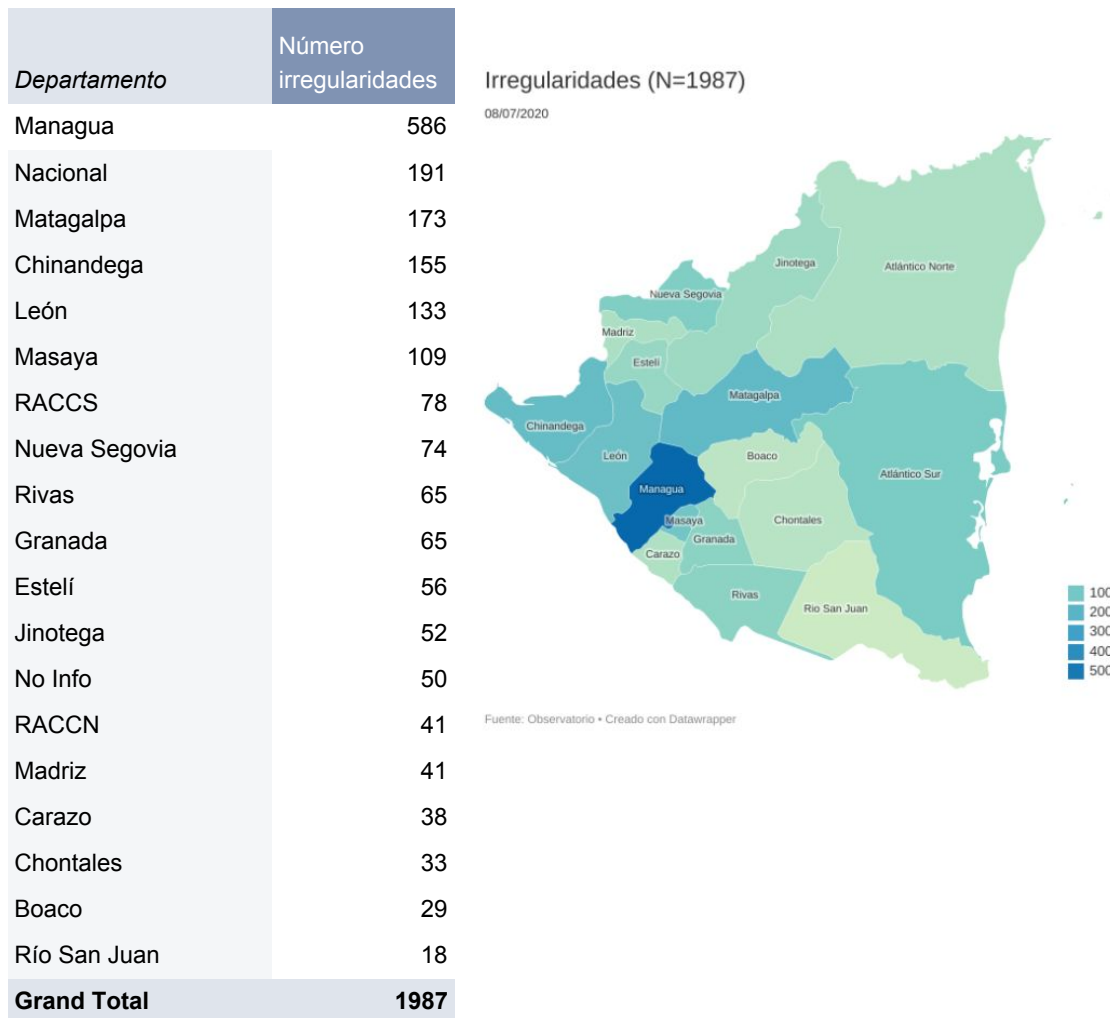 Departamento Número irregularidades
Managua 586
Nacional 191
Matagalpa 173
Chinandega 155
León 133
Masaya 109
RACCS 78
Nueva Segovia 74
Rivas 65
Granada 65
Estelí 56
Jinotega 52
No Info 50
RACCN 41
Madriz 41
Carazo 38
Chontales 33
Boaco 29
Río San Juan 18
Grand Total 1987
Irregularidades (N=1987)
08/07/2020
Jinotega
Atlántico Norte
Nueva Segovia
Madriz
Estelí
Matagalpa
Chinandega
León
Boaco
Atlántico Sur
Managua
Masaya
Chontales
Granada
Carazo
Rivas
Rio San Juan
100
200
300
400
500
Fuente: Observatorio • Creado con Datawrapper